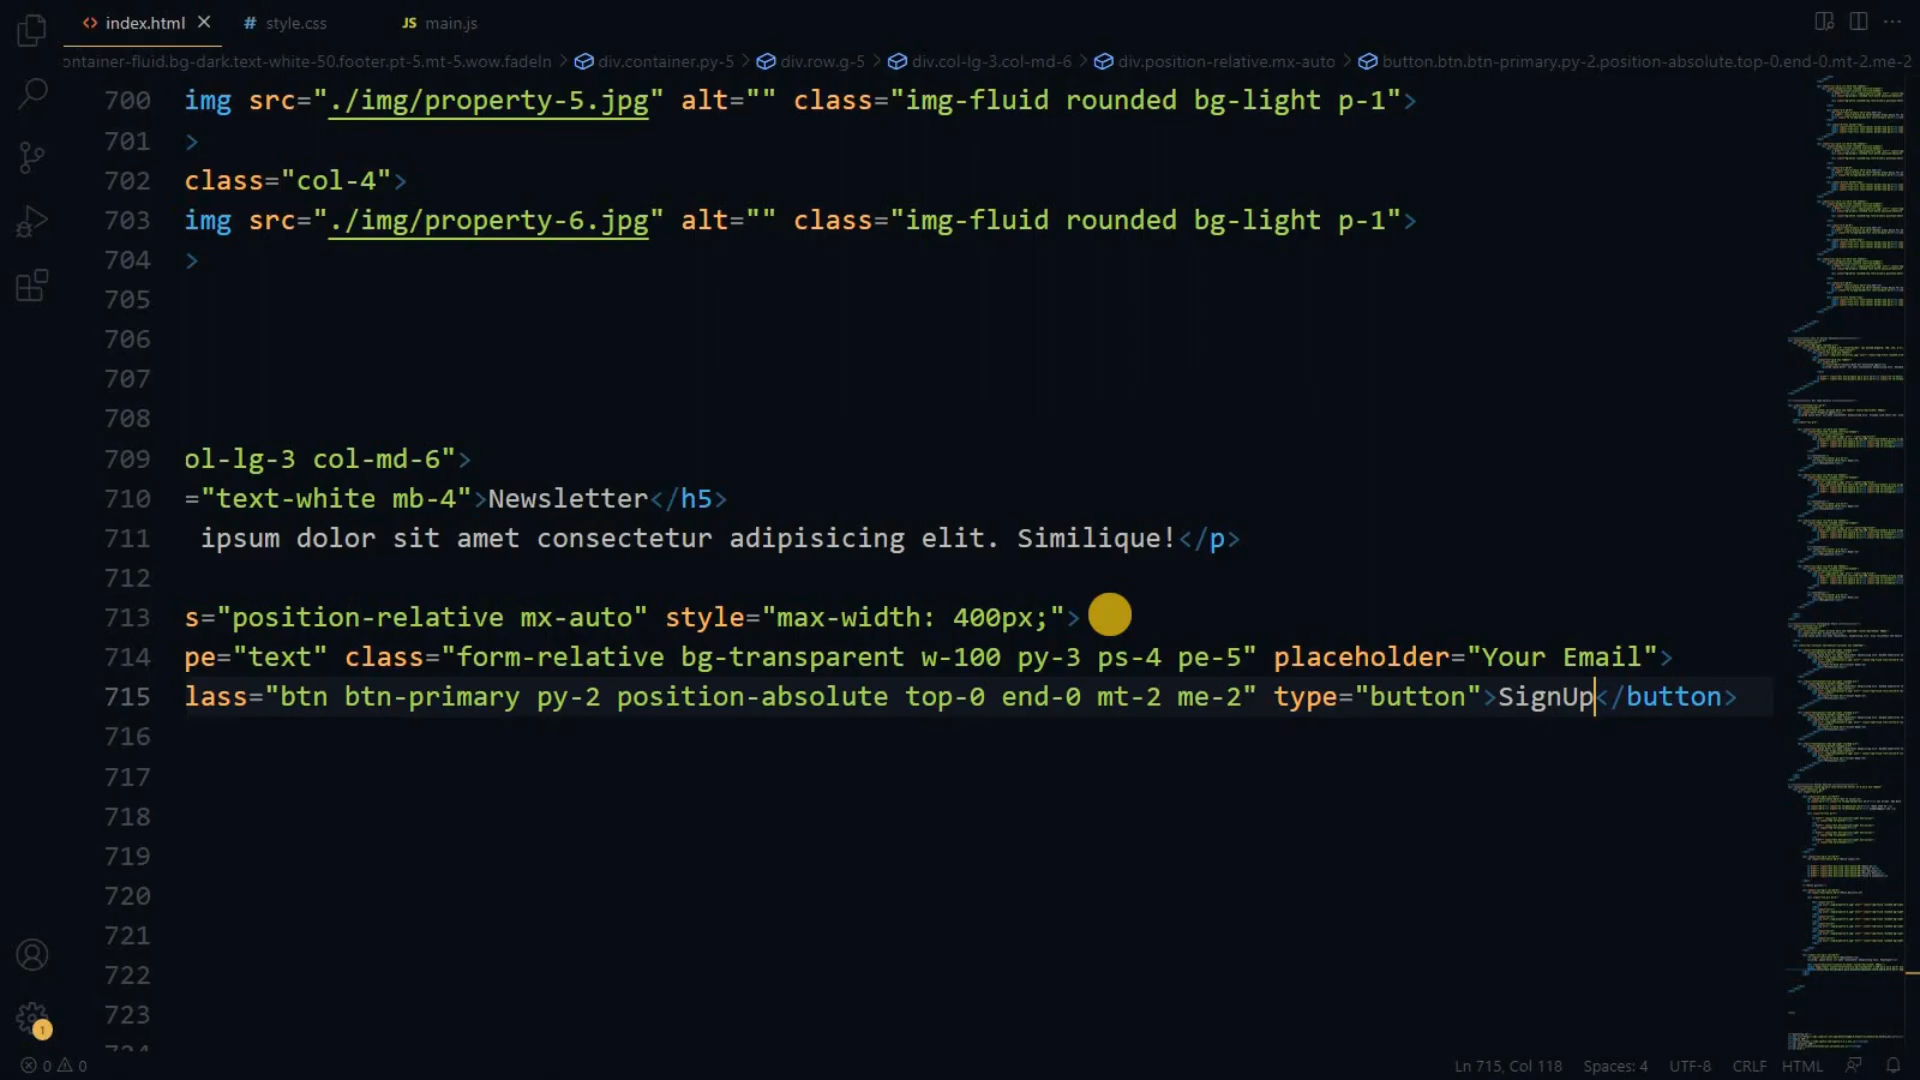 index.html
style.css
JS main.js
ontainer-fluid.bg-dark.text-white-50.footer.pt-5.mt-5.wow.fadeIn > div.container.py-5 > div.row.g-5 > div.col-lg-3.col-md-6 > div.position-relative.mx-auto > button.btn.btn-primary.py-2.position-absolute.top-0.end-0.mt-2.me-2
700 img src="./img/property-5.jpg" alt="" class="img-fluid rounded bg-light p-1">
701 >
702 class="col-4">
703 img src="./img/property-6.jpg" alt="" class="img-fluid rounded bg-light p-1">
704 >
705
706
707
708
709 ol-lg-3 col-md-6">
710 ="text-white mb-4">Newsletter</h5>
711 ipsum dolor sit amet consectetur adipisicing elit. Similique!</p>
712
713 s="position-relative mx-auto" style="max-width: 400px;">
714 pe="text" class="form-relative bg-transparent w-100 py-3 ps-4 pe-5" placeholder="Your Email">
715 lass="btn btn-primary py-2 position-absolute top-0 end-0 mt-2 me-2" type="button">SignUp</button>
716
717
718
719
720
721
722
723
724
1
0 0
Ln 715, Col 118 Spaces: 4 UTF-8 CRLF HTML